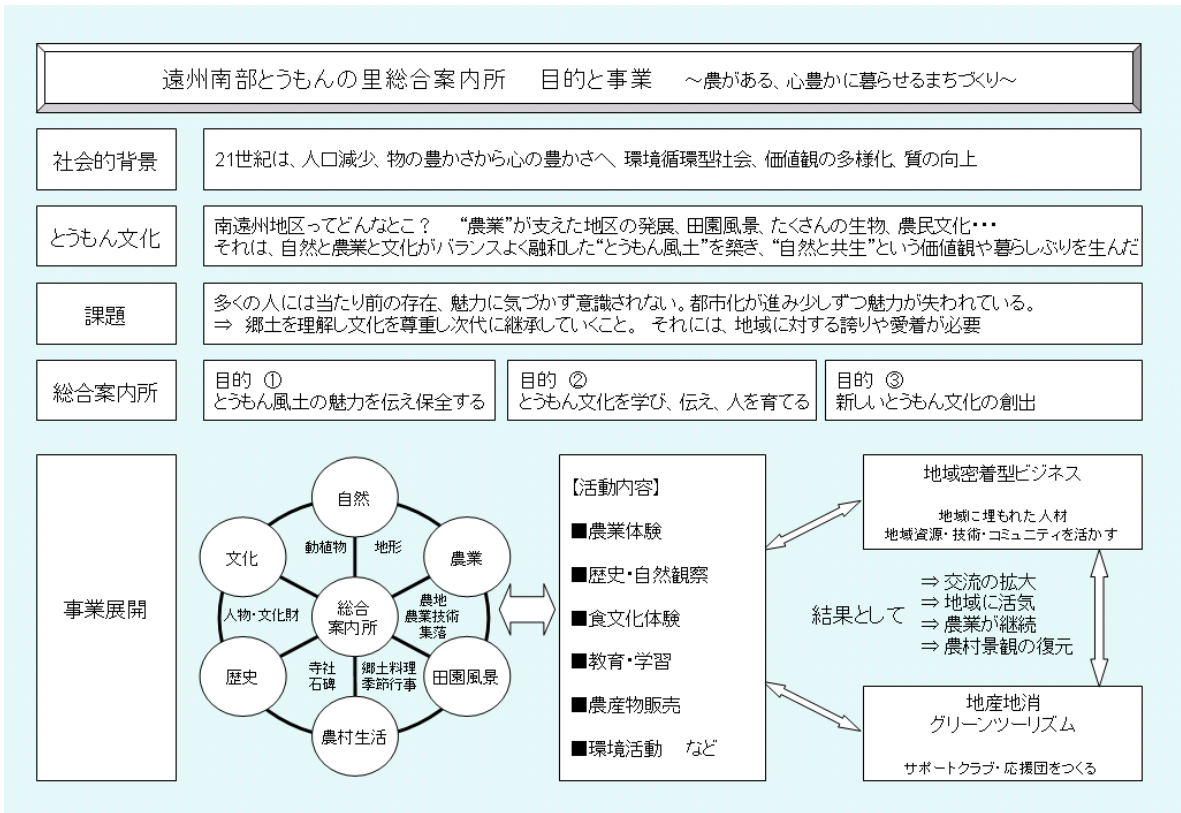 遠州南部とうもんの里総合案内所　目的と事業　～農がある、心豊かに暮らせるまちづくり～
社会的背景
21世紀は、人口減少、物の豊かさから心の豊かさへ、環境循環型社会、価値観の多様化、質の向上
とうもん文化
南遠州地区ってどんなとこ？　“農業”が支えた地区の発展、田園風景、たくさんの生物、農民文化・・・
それは、自然と農業と文化がバランスよく融和した“とうもん風土”を築き、“自然と共生”という価値観や暮らしぶりを生んだ
課題
多くの人には当たり前の存在、魅力に気づかず意識されない。都市化が進み少しずつ魅力が失われている。
⇒ 郷土を理解し文化を尊重し次代に継承していくこと。 それには、地域に対する誇りや愛着が必要
総合案内所
目的 ①
とうもん風土の魅力を伝え保全する
目的 ②
とうもん文化を学び、伝え、人を育てる
目的 ③
新しいとうもん文化の創出
事業展開
自然
文化
動植物
地形
農業
人物・文化財
総合
案内所
農地
農業技術
集落
歴史
寺社
石碑
郷土料理
季節行事
田園風景
農村生活
【活動内容】
■農業体験
■歴史・自然観察
■食文化体験
■教育・学習
■農産物販売
■環境活動　など
地域密着型ビジネス
地域に埋もれた人材
地域資源・技術・コミュニティを活かす
結果として
⇒ 交流の拡大
⇒ 地域に活気
⇒ 農業が継続
⇒ 農村景観の復元
地産地消
グリーンツーリズム
サポートクラブ・応援団をつくる